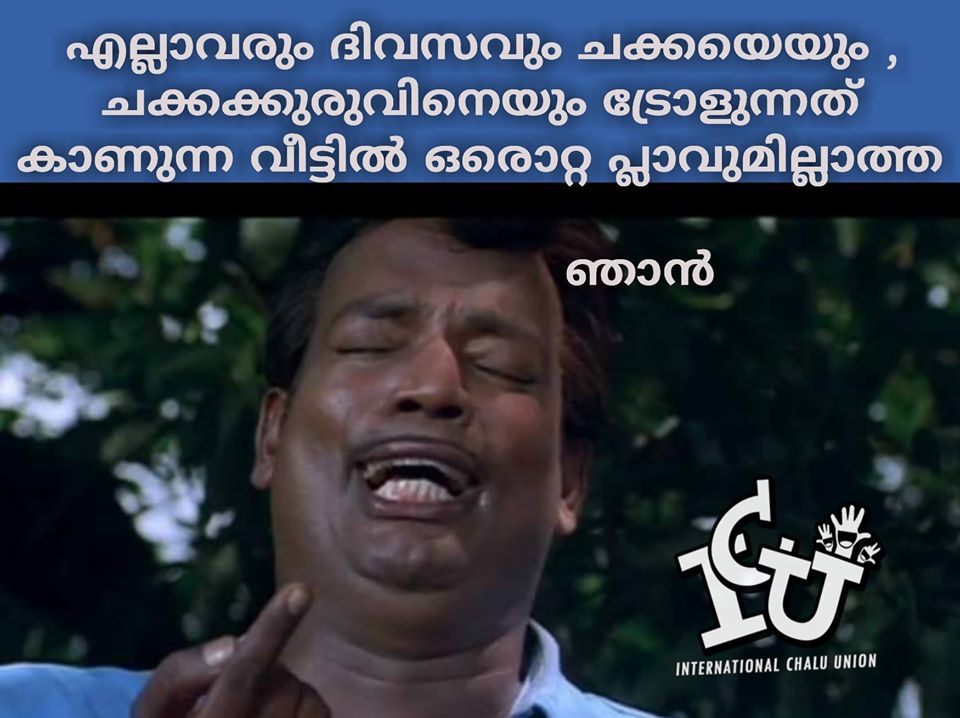 എല്ലാവരും ദിവസവും ചക്കയെയും ,
ചക്കക്കുരുവിനെയും ട്രോളുന്നത്
കാണുന്ന വീട്ടിൽ ഒരൊറ്റ പ്ലാവുമില്ലാത്ത
ഞാൻ
ICU
INTERNATIONAL CHALU UNION